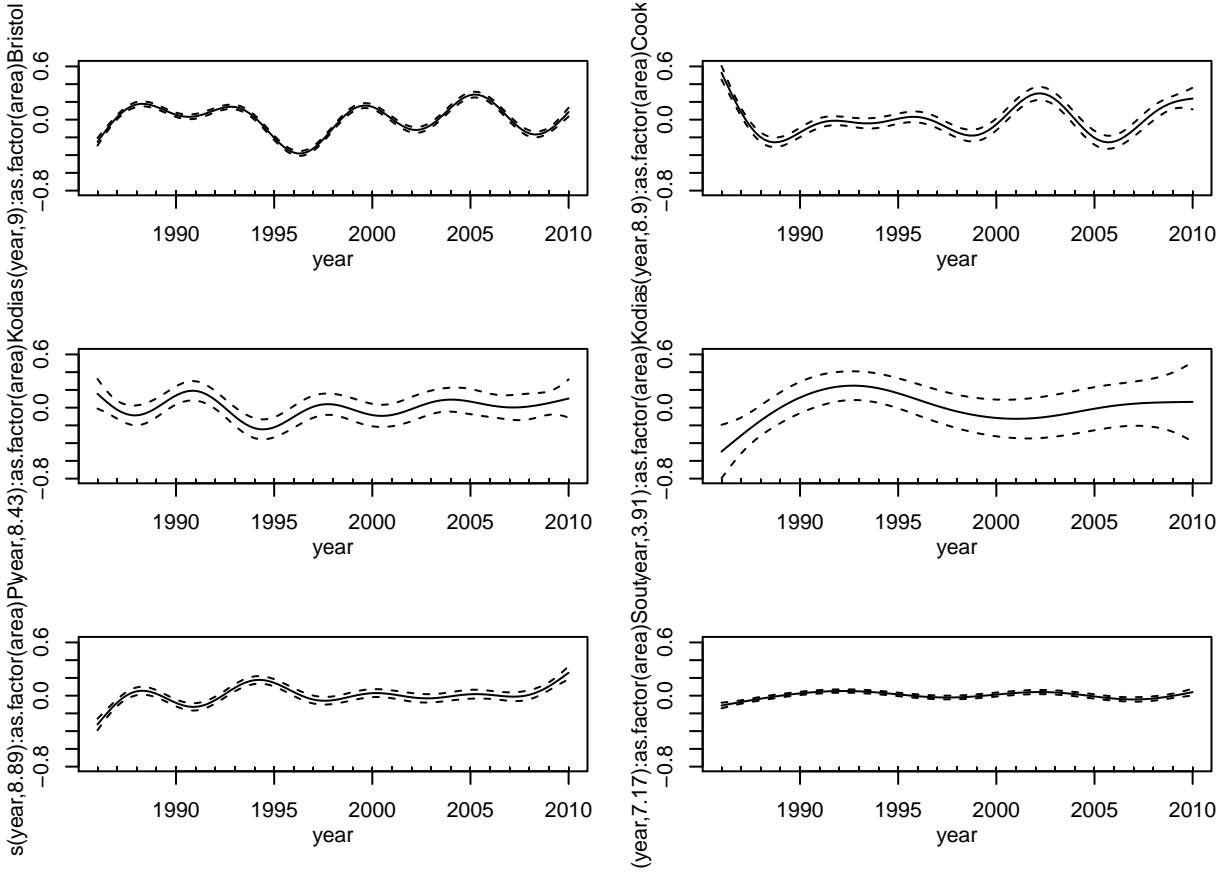 s(year,9):as.factor(area)Bristol
0.6
0.0
−0.8
1990 1995 2000 2005 2010
year
s(year,8.9):as.factor(area)Cook
0.6
0.0
−0.8
1990 1995 2000 2005 2010
year
year,8.43):as.factor(area)Kodia
0.6
0.0
−0.8
1990 1995 2000 2005 2010
year
year,3.91):as.factor(area)Kodia
0.6
0.0
−0.8
1990 1995 2000 2005 2010
year
s(year,8.89):as.factor(area)P
0.6
0.0
−0.8
1990 1995 2000 2005 2010
year
(year,7.17):as.factor(area)Sout
0.6
0.0
−0.8
1990 1995 2000 2005 2010
year